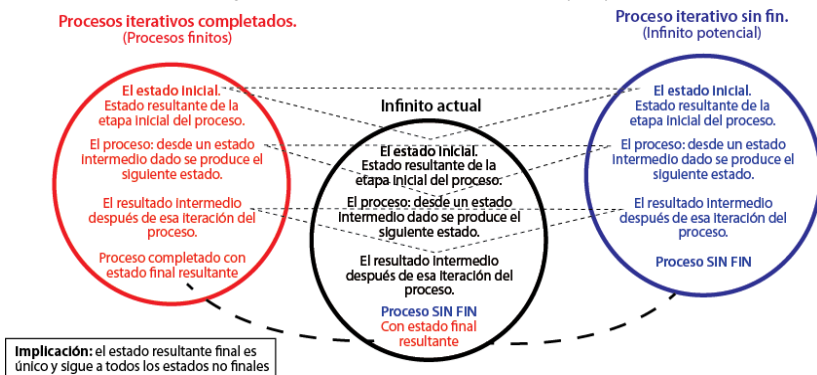 Procesos iterativos completados.
(Procesos finitos)
El estado inicial.
Estado resultante de la
etapa inicial del proceso.
El proceso: desde un estado
intermedio dado se produce el
siguiente estado.
El resultado intermedio
después de esa iteración del
proceso.
Proceso completado con
estado final resultante
Infinito actual
El estado inicial.
Estado resultante de la
etapa inicial del proceso.
El proceso: desde un estado
intermedio dado se produce el
siguiente estado.
El resultado intermedio
después de esa iteración del
proceso.
Proceso SIN FIN
Con estado final
resultante
Proceso iterativo sin fin.
(Infinito potencial)
El estado inicial.
Estado resultante de la
etapa inicial del proceso.
El proceso: desde un estado
intermedio dado se produce el
siguiente estado.
El resultado intermedio
después de esa iteración del
proceso.
Proceso SIN FIN
Implicación: el estado resultante final es
único y sigue a todos los estados no finales